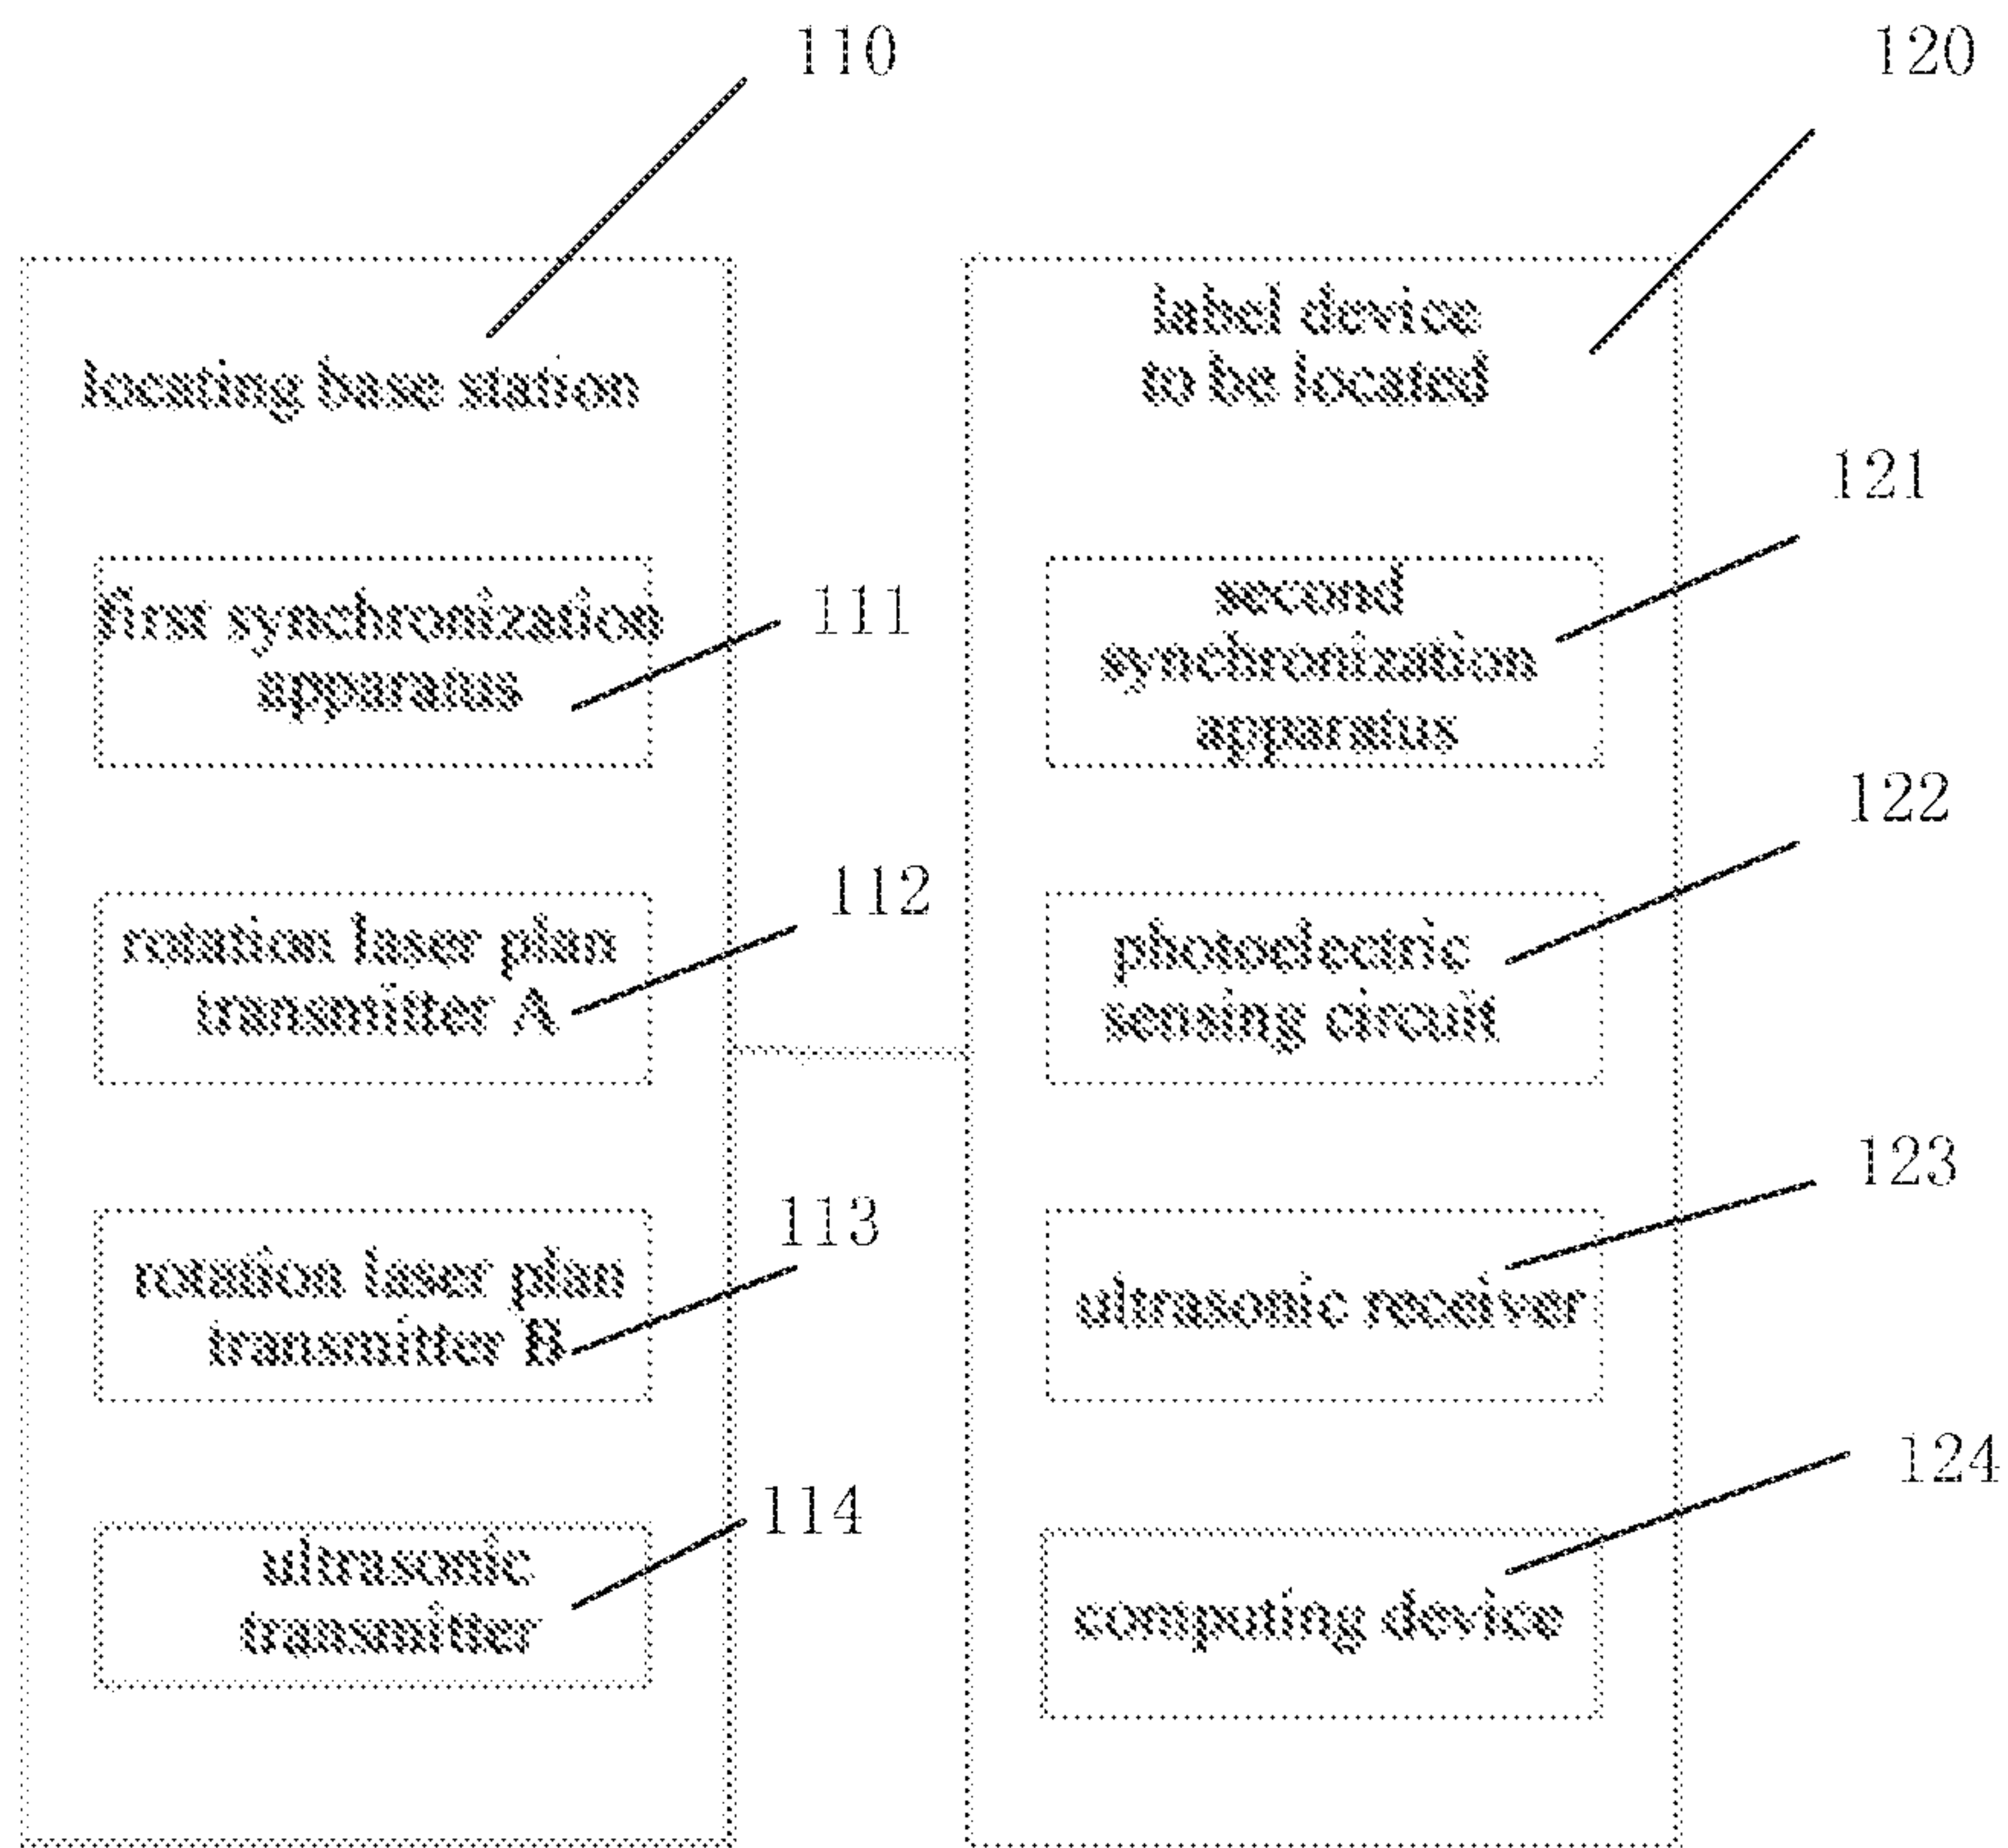 110
120
locating base station
label device
to be located
first synchronization
apparatus
111
second
synchronization
apparatus
121
rotation laser plan
transmitter A
112
photoelectric
sensing circuit
122
rotation laser plan
transmitter B
113
ultrasonic receiver
123
ultrasonic
transmitter
114
computing device
124